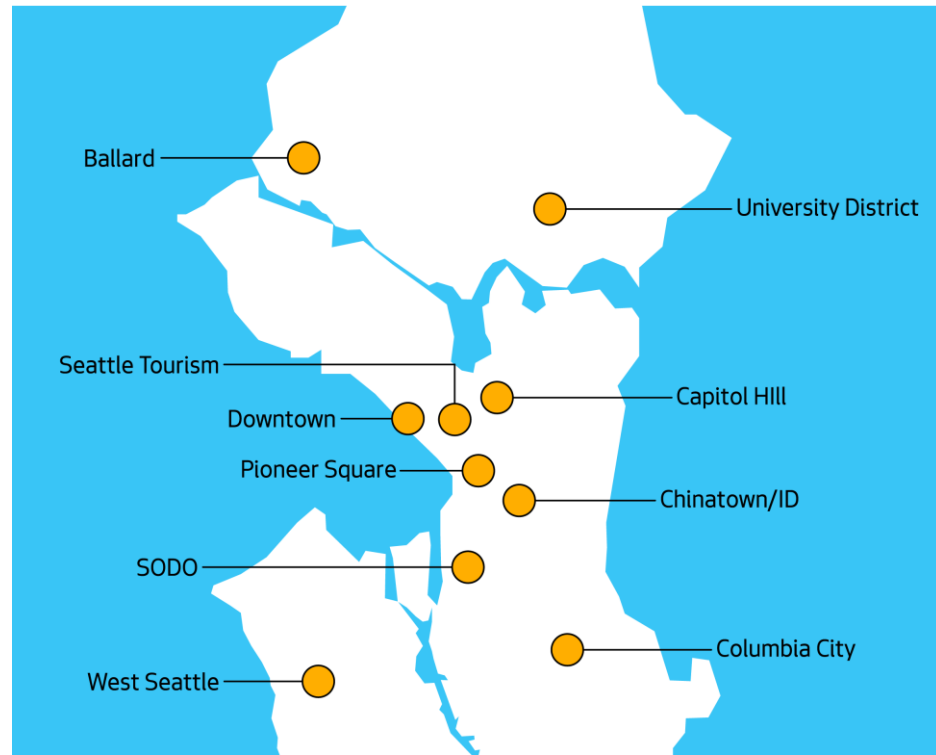 Ballard
University District
Seattle Tourism
Capitol HIll
Downtown
Pioneer Square
Chinatown/ID
SODO
Columbia City
West Seattle